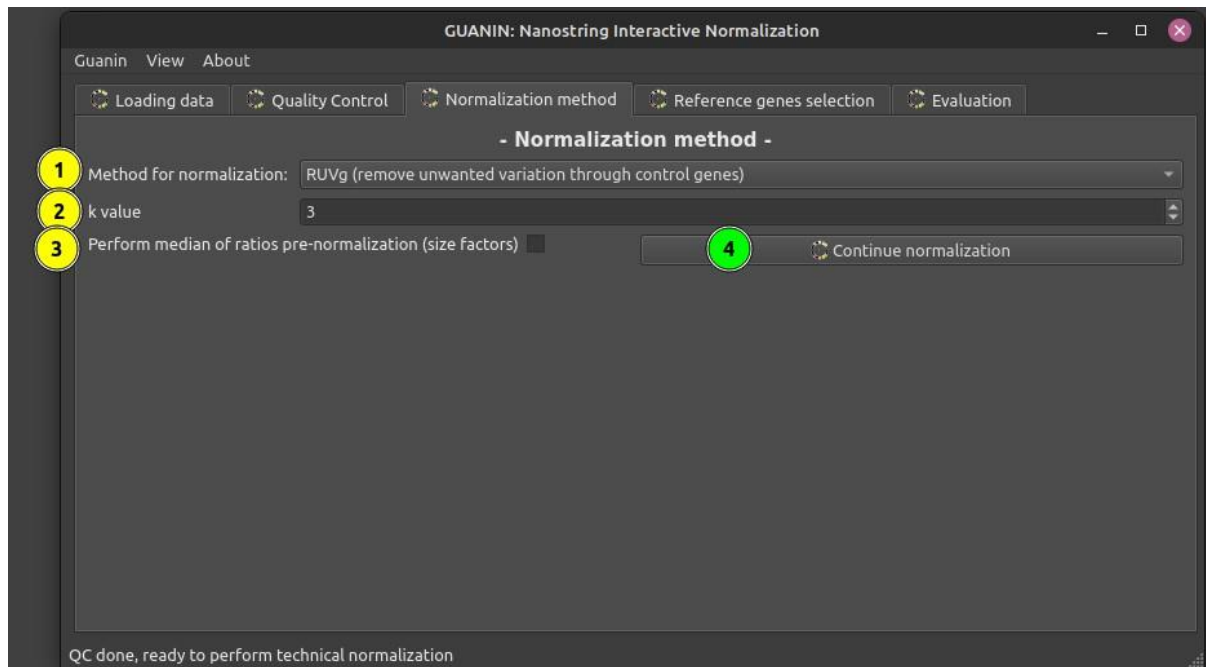 GUANIN: Nanostring Interactive Normalization
Guanin View About
Loading data Quality Control Normalization method Reference genes selection Evaluation
- Normalization method -
1 Method for normalization: RUVg (remove unwanted variation through control genes)
2 k value 3
3 Perform median of ratios pre-normalization (size factors) 4 Continue normalization
QC done, ready to perform technical normalization